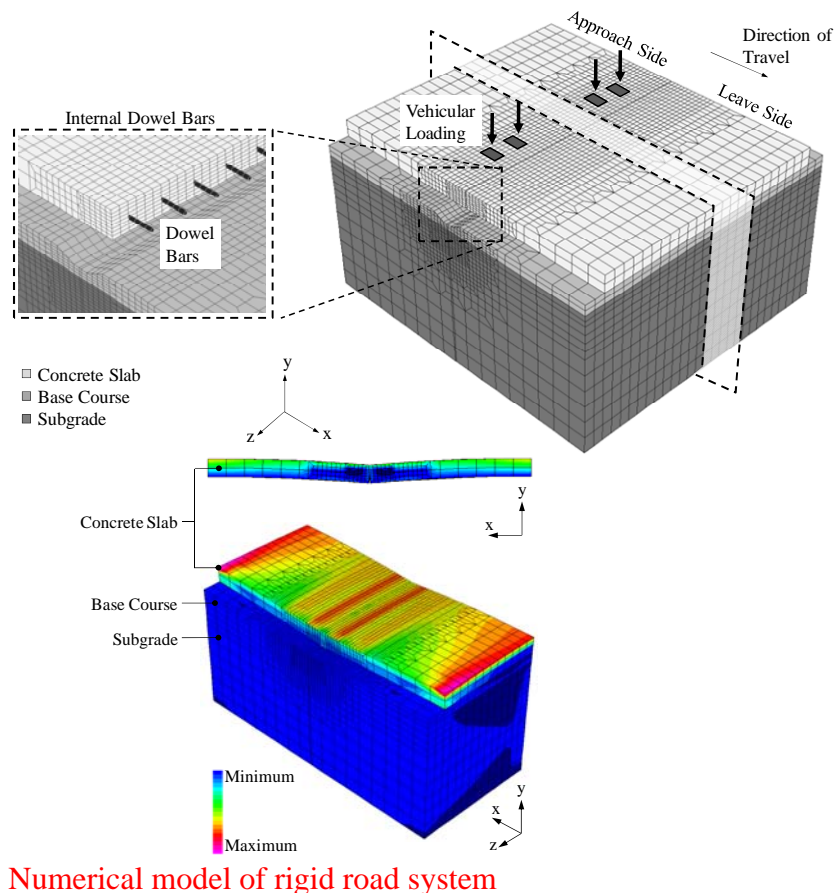 Approach Side
Direction of
Travel
Leave Side
Internal Dowel Bars
Vehicular
Loading
Dowel
Bars
Concrete Slab
Base Course
Subgrade
y
z
x
y
x
Concrete Slab
Base Course
Subgrade
Minimum
Maximum
y
x
z
Numerical model of rigid road system